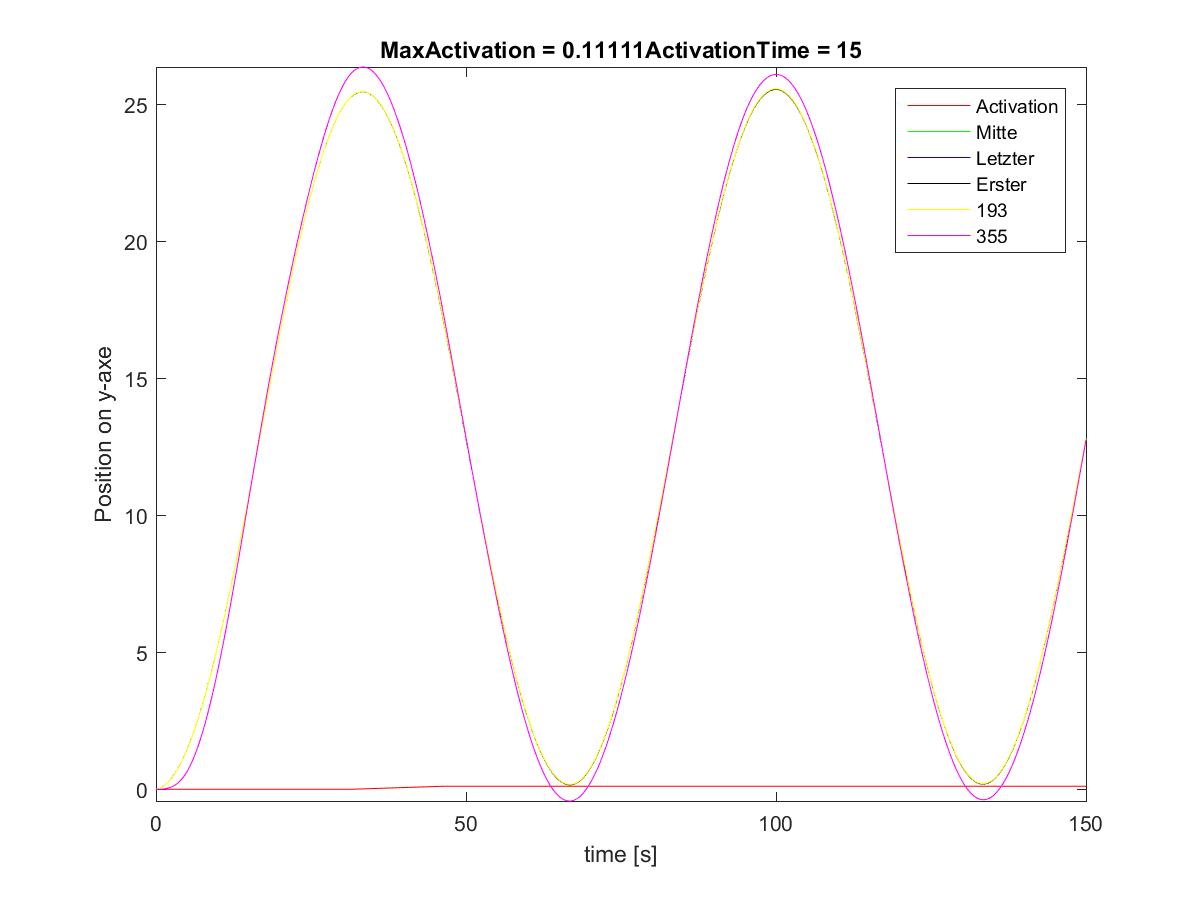 MaxActivation = 0.11111ActivationTime = 15
Position on y-axe
25
20
15
10
5
0
Activation
Mitte
Letzter
Erster
193
355
0
50
100
150
time [s]